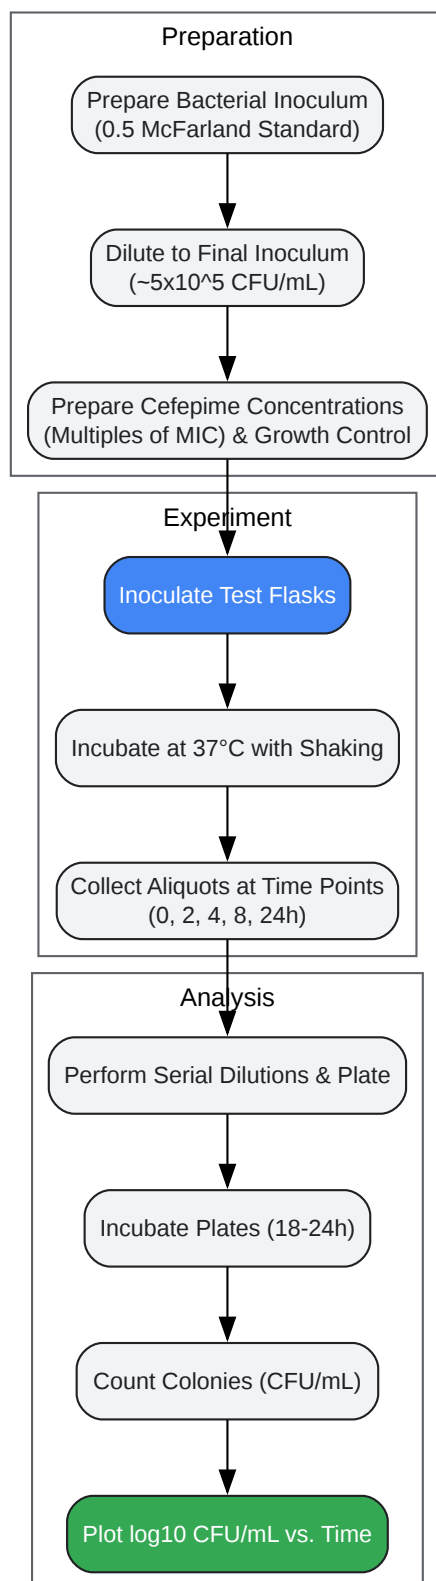 Preparation
Prepare Bacterial Inoculum
(0.5 McFarland Standard)
Dilute to Final Inoculum
(~5x10^5 CFU/mL)
Prepare Cefepime Concentrations
(Multiples of MIC) & Growth Control
Experiment
Inoculate Test Flasks
Incubate at 37°C with Shaking
Collect Aliquots at Time Points
(0, 2, 4, 8, 24h)
Analysis
Perform Serial Dilutions & Plate
Incubate Plates (18-24h)
Count Colonies (CFU/mL)
Plot log10 CFU/mL vs. Time